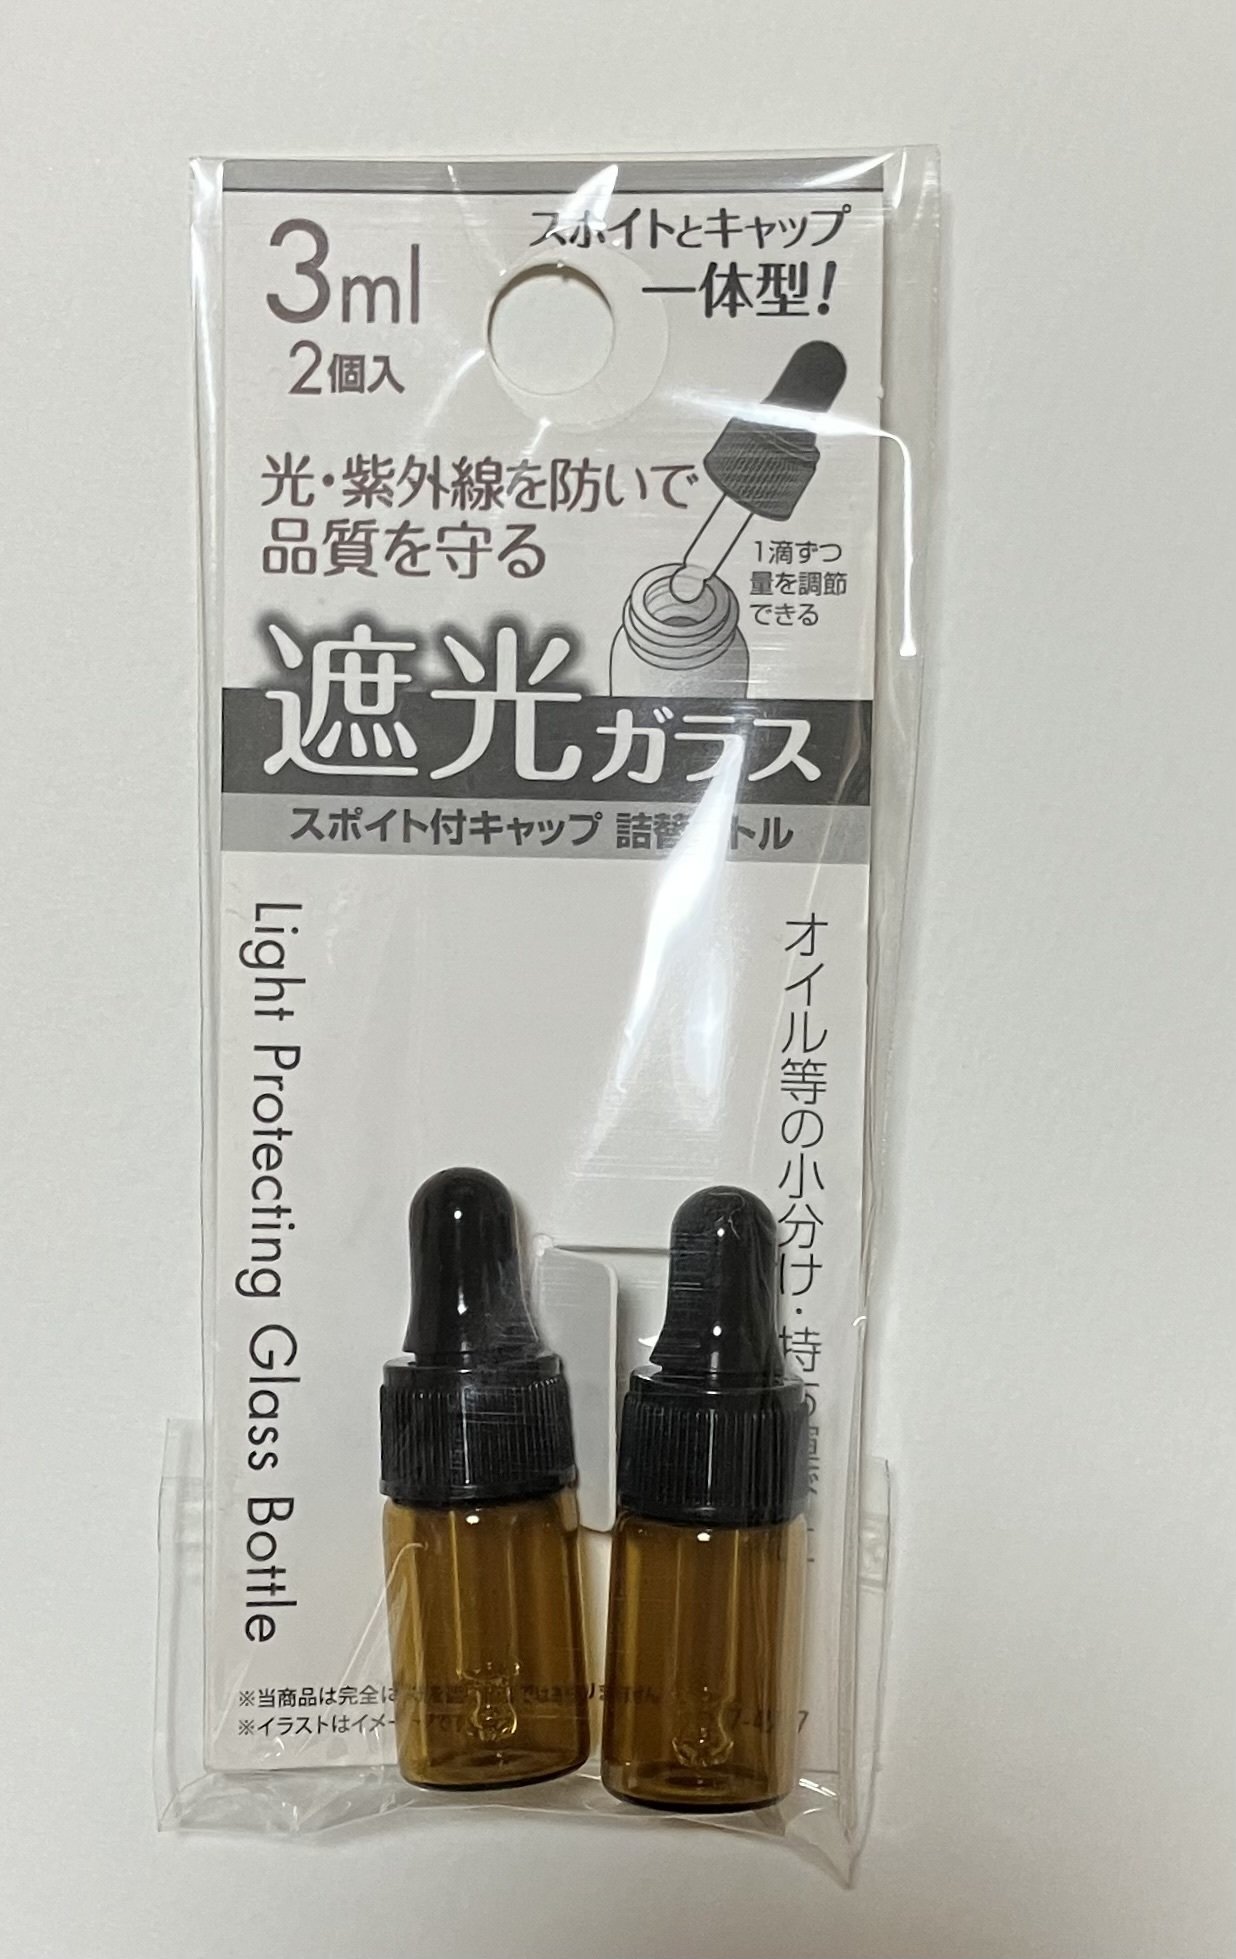 3ml
2個入
スポイトとキャップ
一体型!
光・紫外線を防いで
品質を守る
1滴ずつ
量を調節
できる
遮光ガラス
スポイト付キャップ 詰替 トル
Light Protecting Glass Bottle
オイル等の小分け・持
※当商品は完全に
※イラストはイメー